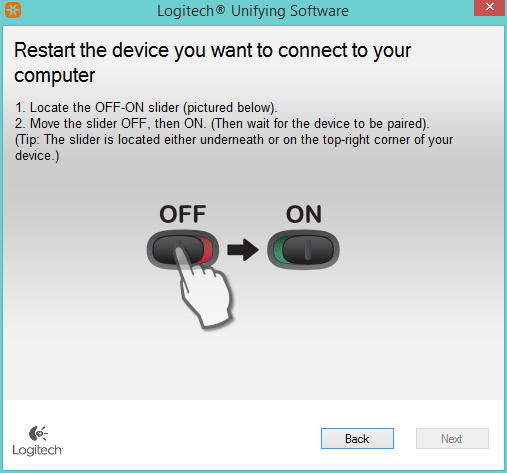 Logitech® Unifying Software
Restart the device you want to connect to your
computer
1. Locate the OFF-ON slider (pictured below).
2. Move the slider OFF, then ON. (Then wait for the device to be paired).
(Tip: The slider is located either underneath or on the top-right corner of your
device.)
OFF ON
Logitech
Back Next